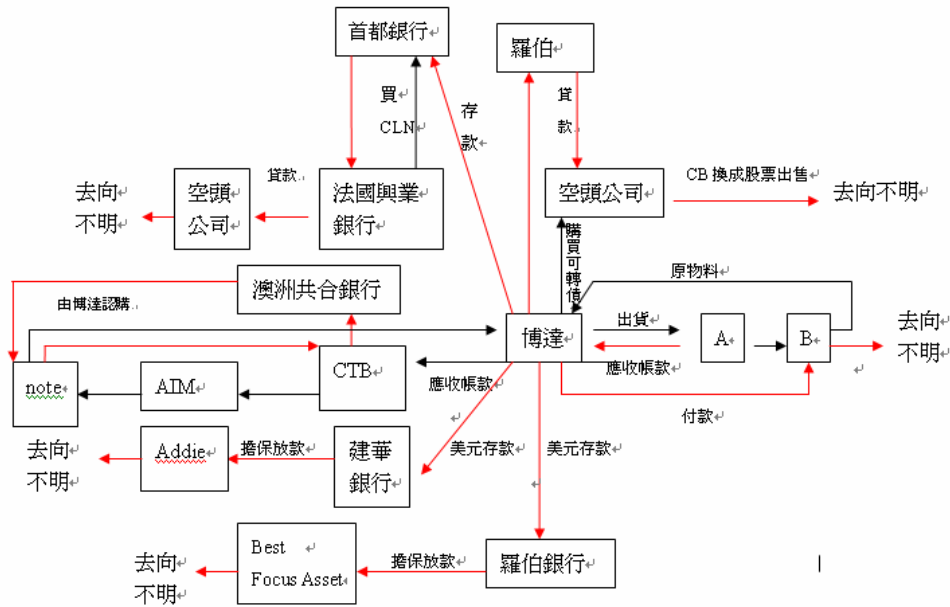 首都銀行
羅伯
買
CLN
存
款
貸
款
去向
不明
空頭
公司
貸款
法國興業
銀行
空頭公司
CB 換成股票出售
去向不明
購買可轉債
原物料
澳洲共合銀行
由博達認購
博達
出貨
A
B
去向
不明
應收帳款
note
AIM
CTB
應收帳款
付款
去向
不明
Addie
擔保放款
建華
銀行
美元存款
美元存款
去向
不明
Best
Focus Asset
擔保放款
羅伯銀行